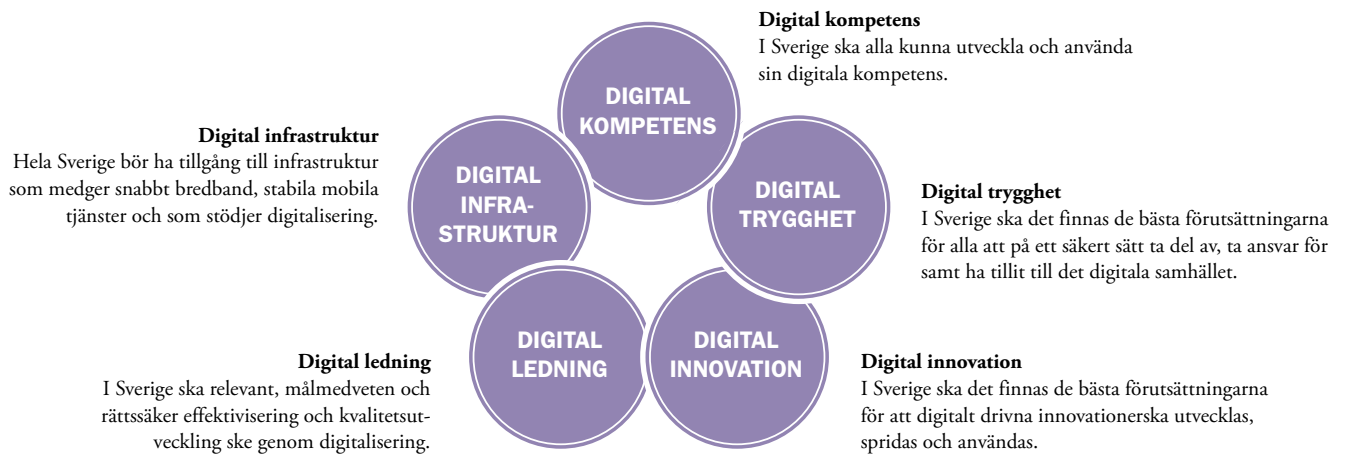 Digital kompetens
I Sverige ska alla kunna utveckla och använda
sin digitala kompetens.
DIGITAL
KOMPETENS
Digital infrastruktur
Hela Sverige bör ha tillgång till infrastruktur
som medger snabbt bredband, stabila mobila
tjänster och som stödjer digitalisering.
DIGITAL
INFRA-
STRUKTUR
DIGITAL
TRYGGHET
Digital trygghet
I Sverige ska det finnas de bästa förutsättningarna
för alla att på ett säkert sätt ta del av, ta ansvar för
samt ha tillit till det digitala samhället.
Digital ledning
I Sverige ska relevant, målmedveten och
rättssäker effektivisering och kvalitetsut-
veckling ske genom digitalisering.
DIGITAL
LEDNING
DIGITAL
INNOVATION
Digital innovation
I Sverige ska det finnas de bästa förutsättningarna
för att digitalt drivna innovationerska utvecklas,
spridas och användas.